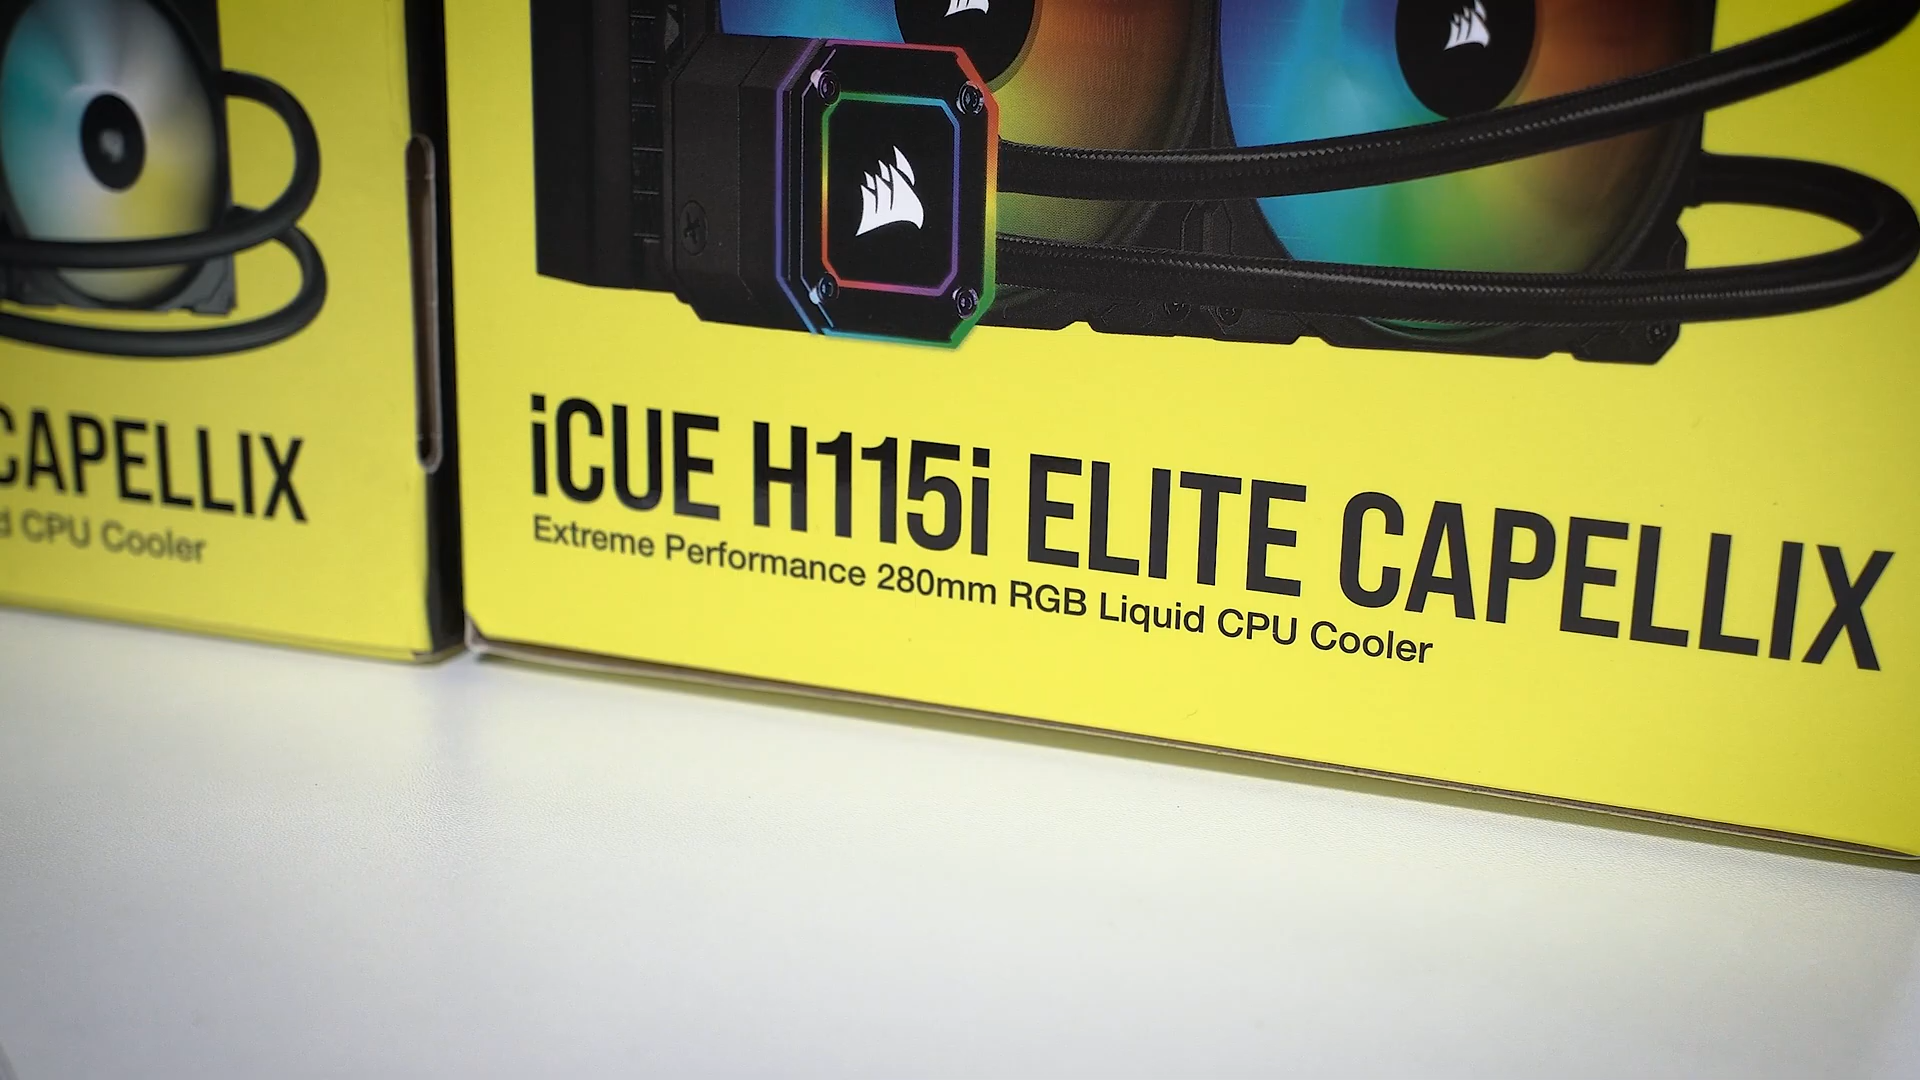 CAPELLIX
d CPU Cooler
iCUE H115i ELITE CAPELLIX
Extreme Performance 280mm RGB Liquid CPU Cooler